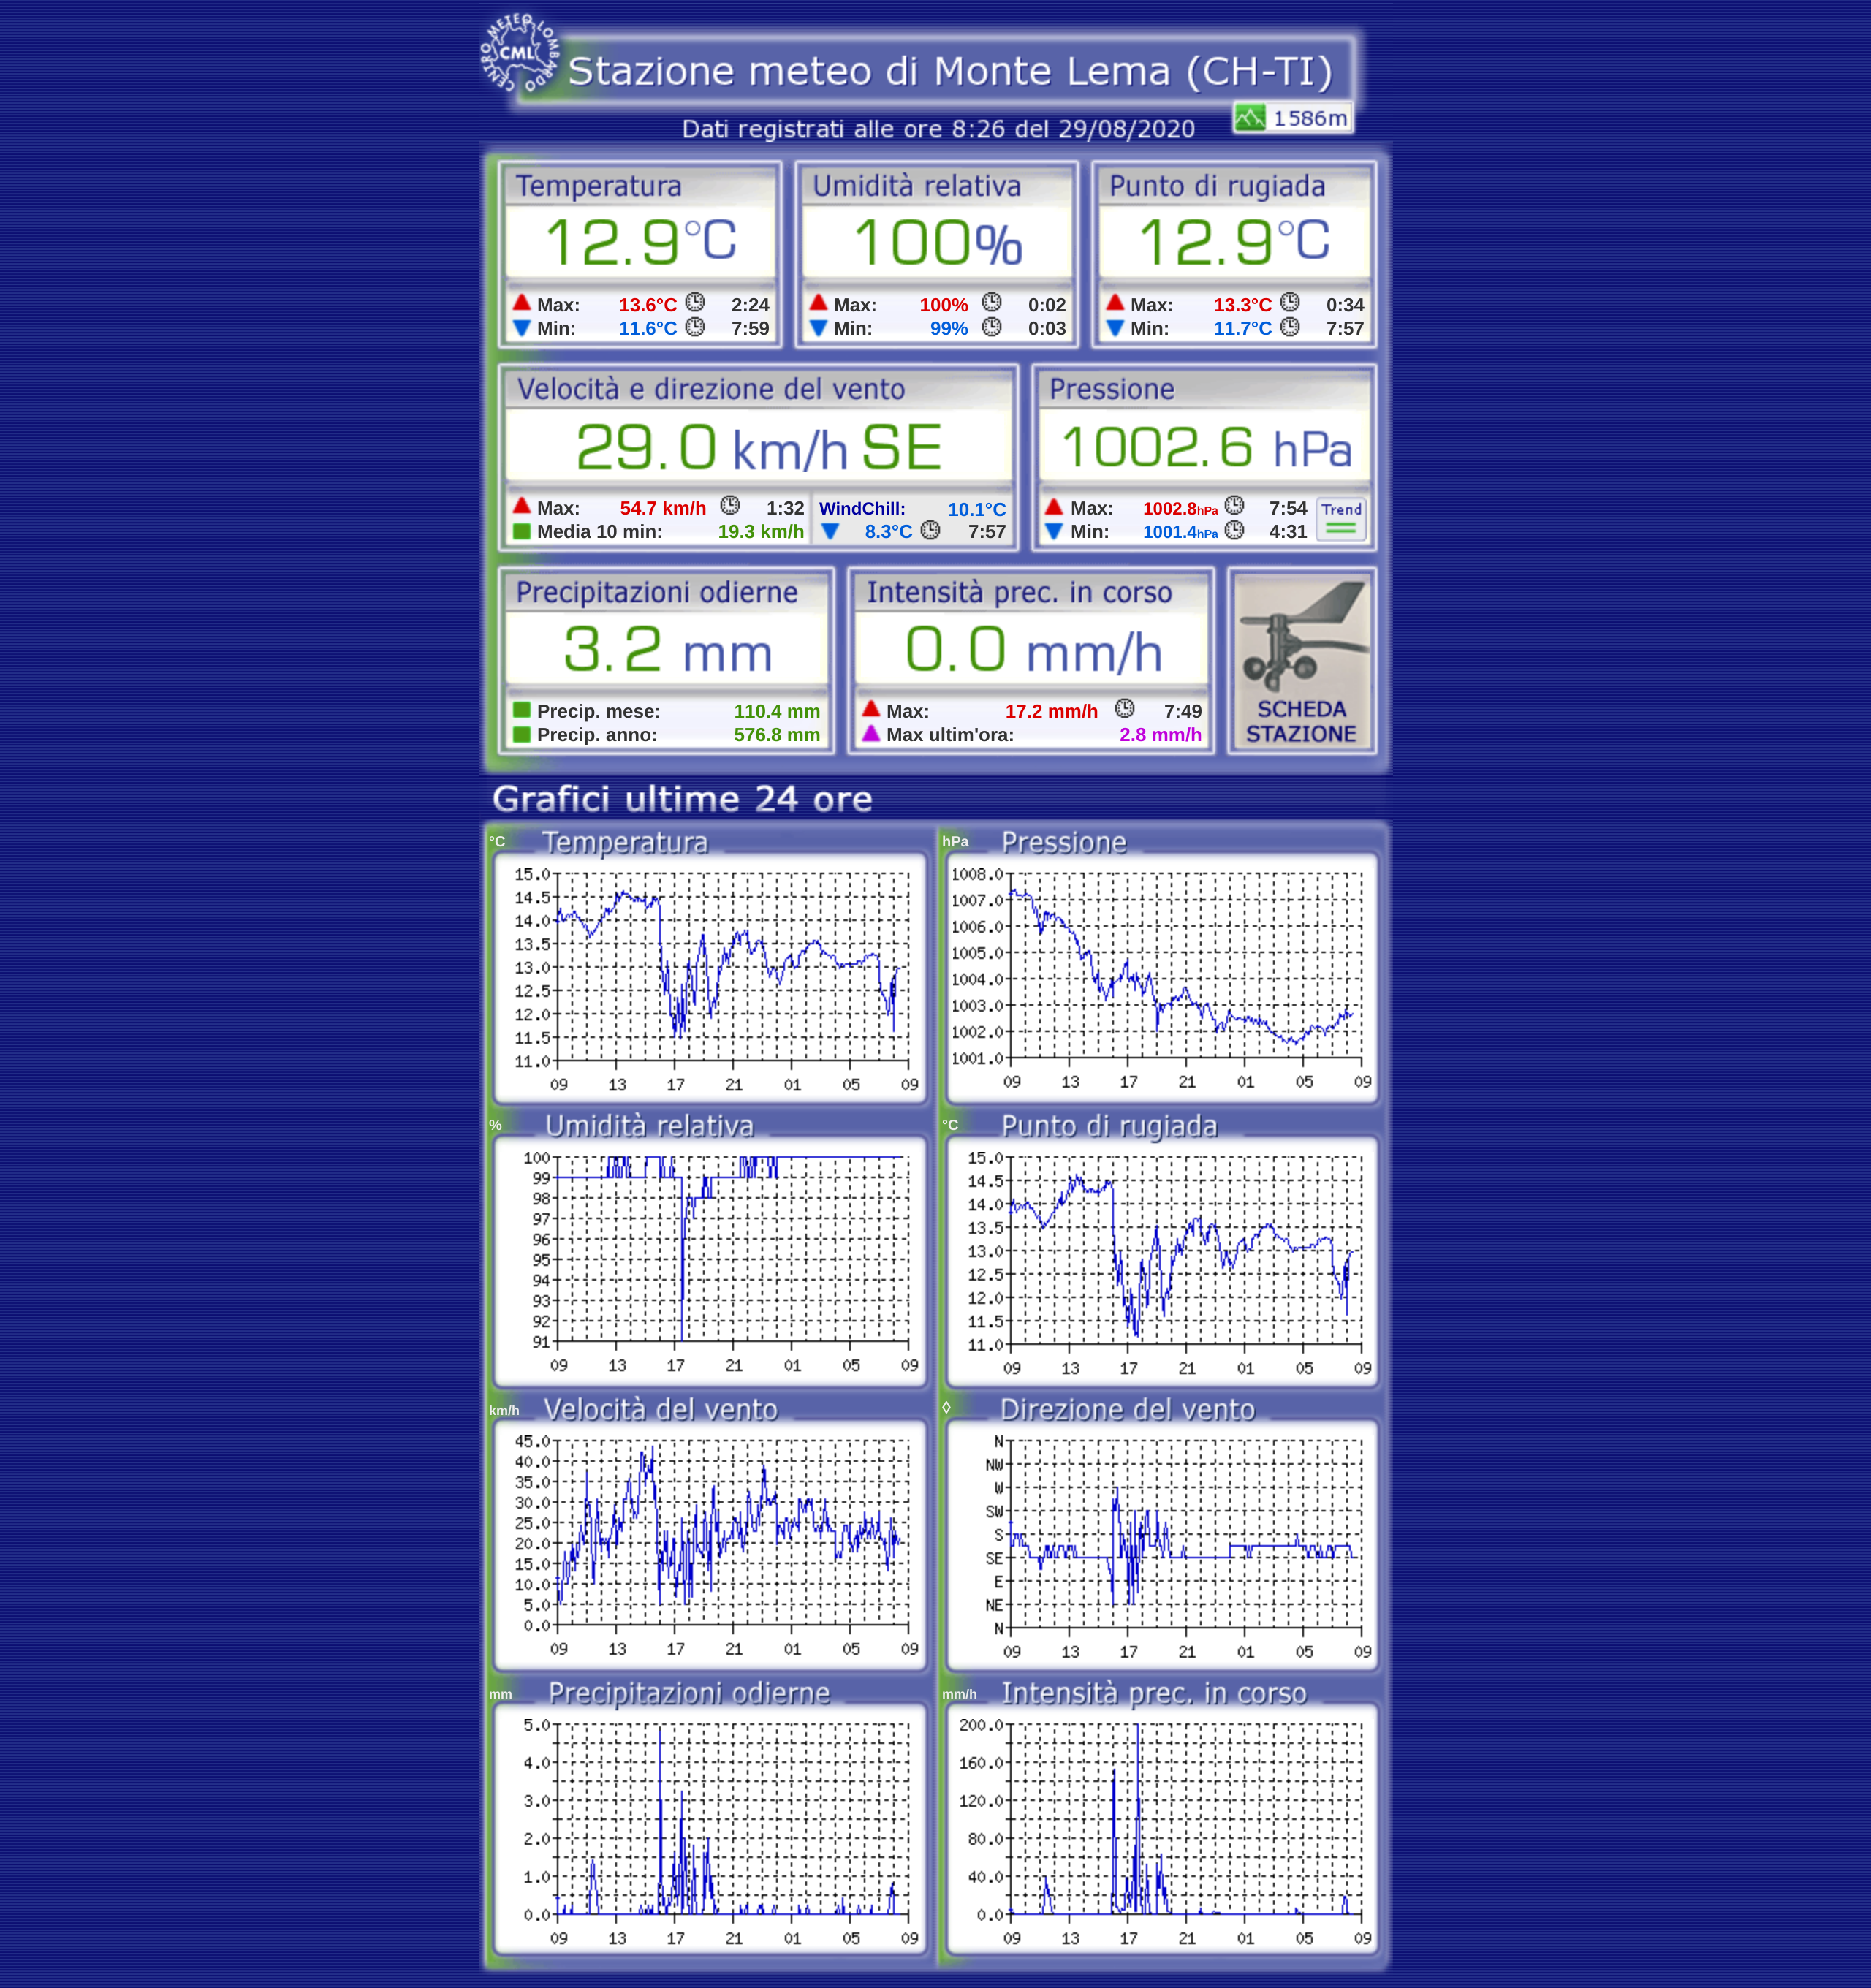 CENTRO METEO LOMBARDO
CML
Stazione meteo di Monte Lema (CH-TI)
1586m
Dati registrati alle ore 8:26 del 29/08/2020
Temperatura
12.9°C
Max: 13.6°C 2:24
Min: 11.6°C 7:59
Umidità relativa
100%
Max: 100% 0:02
Min: 99% 0:03
Punto di rugiada
12.9°C
Max: 13.3°C 0:34
Min: 11.7°C 7:57
Velocità e direzione del vento
29.0 km/h SE
Max: 54.7 km/h 1:32
Media 10 min: 19.3 km/h
WindChill: 10.1°C
8.3°C 7:57
Pressione
1002.6 hPa
Max: 1002.8hPa 7:54
Min: 1001.4hPa 4:31
Trend
Precipitazioni odierne
3.2 mm
Precip. mese: 110.4 mm
Precip. anno: 576.8 mm
Intensità prec. in corso
0.0 mm/h
Max: 17.2 mm/h 7:49
Max ultim'ora: 2.8 mm/h
SCHEDA
STAZIONE
Grafici ultime 24 ore
°C Temperatura
15.0
14.5
14.0
13.5
13.0
12.5
12.0
11.5
11.0
09 13 17 21 01 05 09
hPa Pressione
1008.0
1007.0
1006.0
1005.0
1004.0
1003.0
1002.0
1001.0
09 13 17 21 01 05 09
% Umidità relativa
100
99
98
97
96
95
94
93
92
91
09 13 17 21 01 05 09
°C Punto di rugiada
15.0
14.5
14.0
13.5
13.0
12.5
12.0
11.5
11.0
09 13 17 21 01 05 09
km/h Velocità del vento
45.0
40.0
35.0
30.0
25.0
20.0
15.0
10.0
5.0
0.0
09 13 17 21 01 05 09
◊ Direzione del vento
N
NW
W
SW
S
SE
E
NE
N
09 13 17 21 01 05 09
mm Precipitazioni odierne
5.0
4.0
3.0
2.0
1.0
0.0
09 13 17 21 01 05 09
mm/h Intensità prec. in corso
200.0
160.0
120.0
80.0
40.0
0.0
09 13 17 21 01 05 09